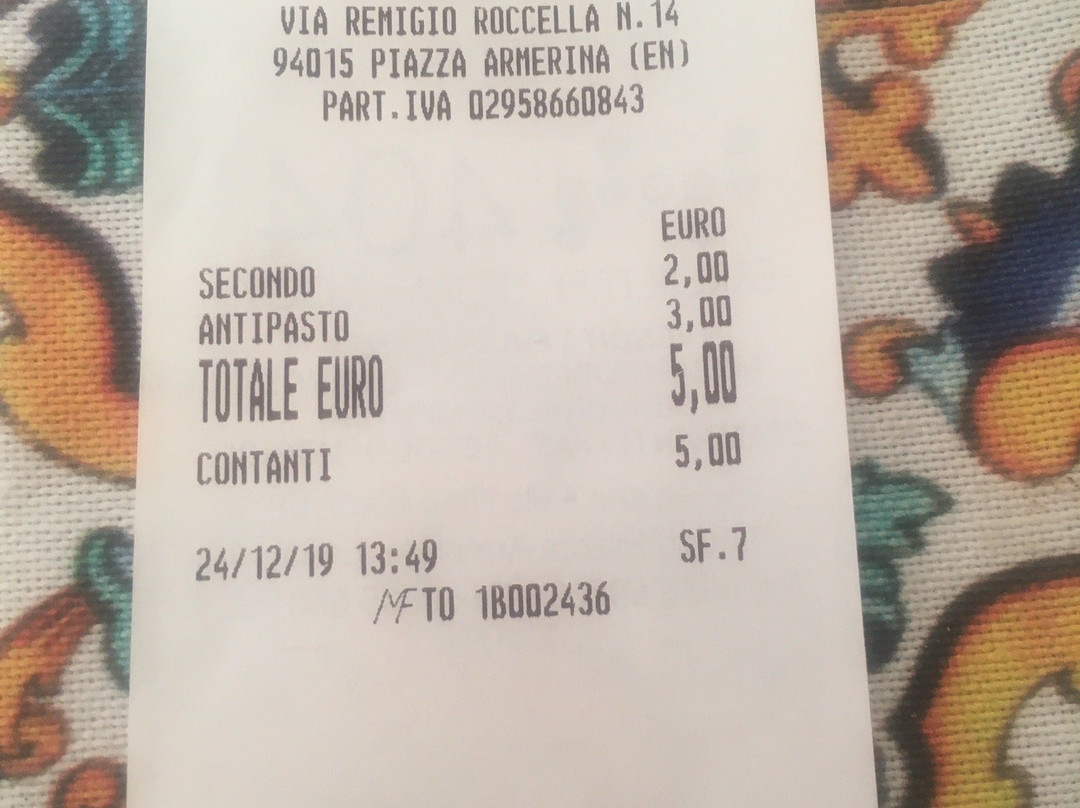 VIA REMIGIO ROCCELLA N.14
94015 PIAZZA ARMERINA (EN)
PART.IVA 02958660843
EURO
SECONDO 2,00
ANTIPASTO 3,00
TOTALE EURO 5,00
CONTANTI 5,00
24/12/19 13:49 SF.7
MF TO 1B002436